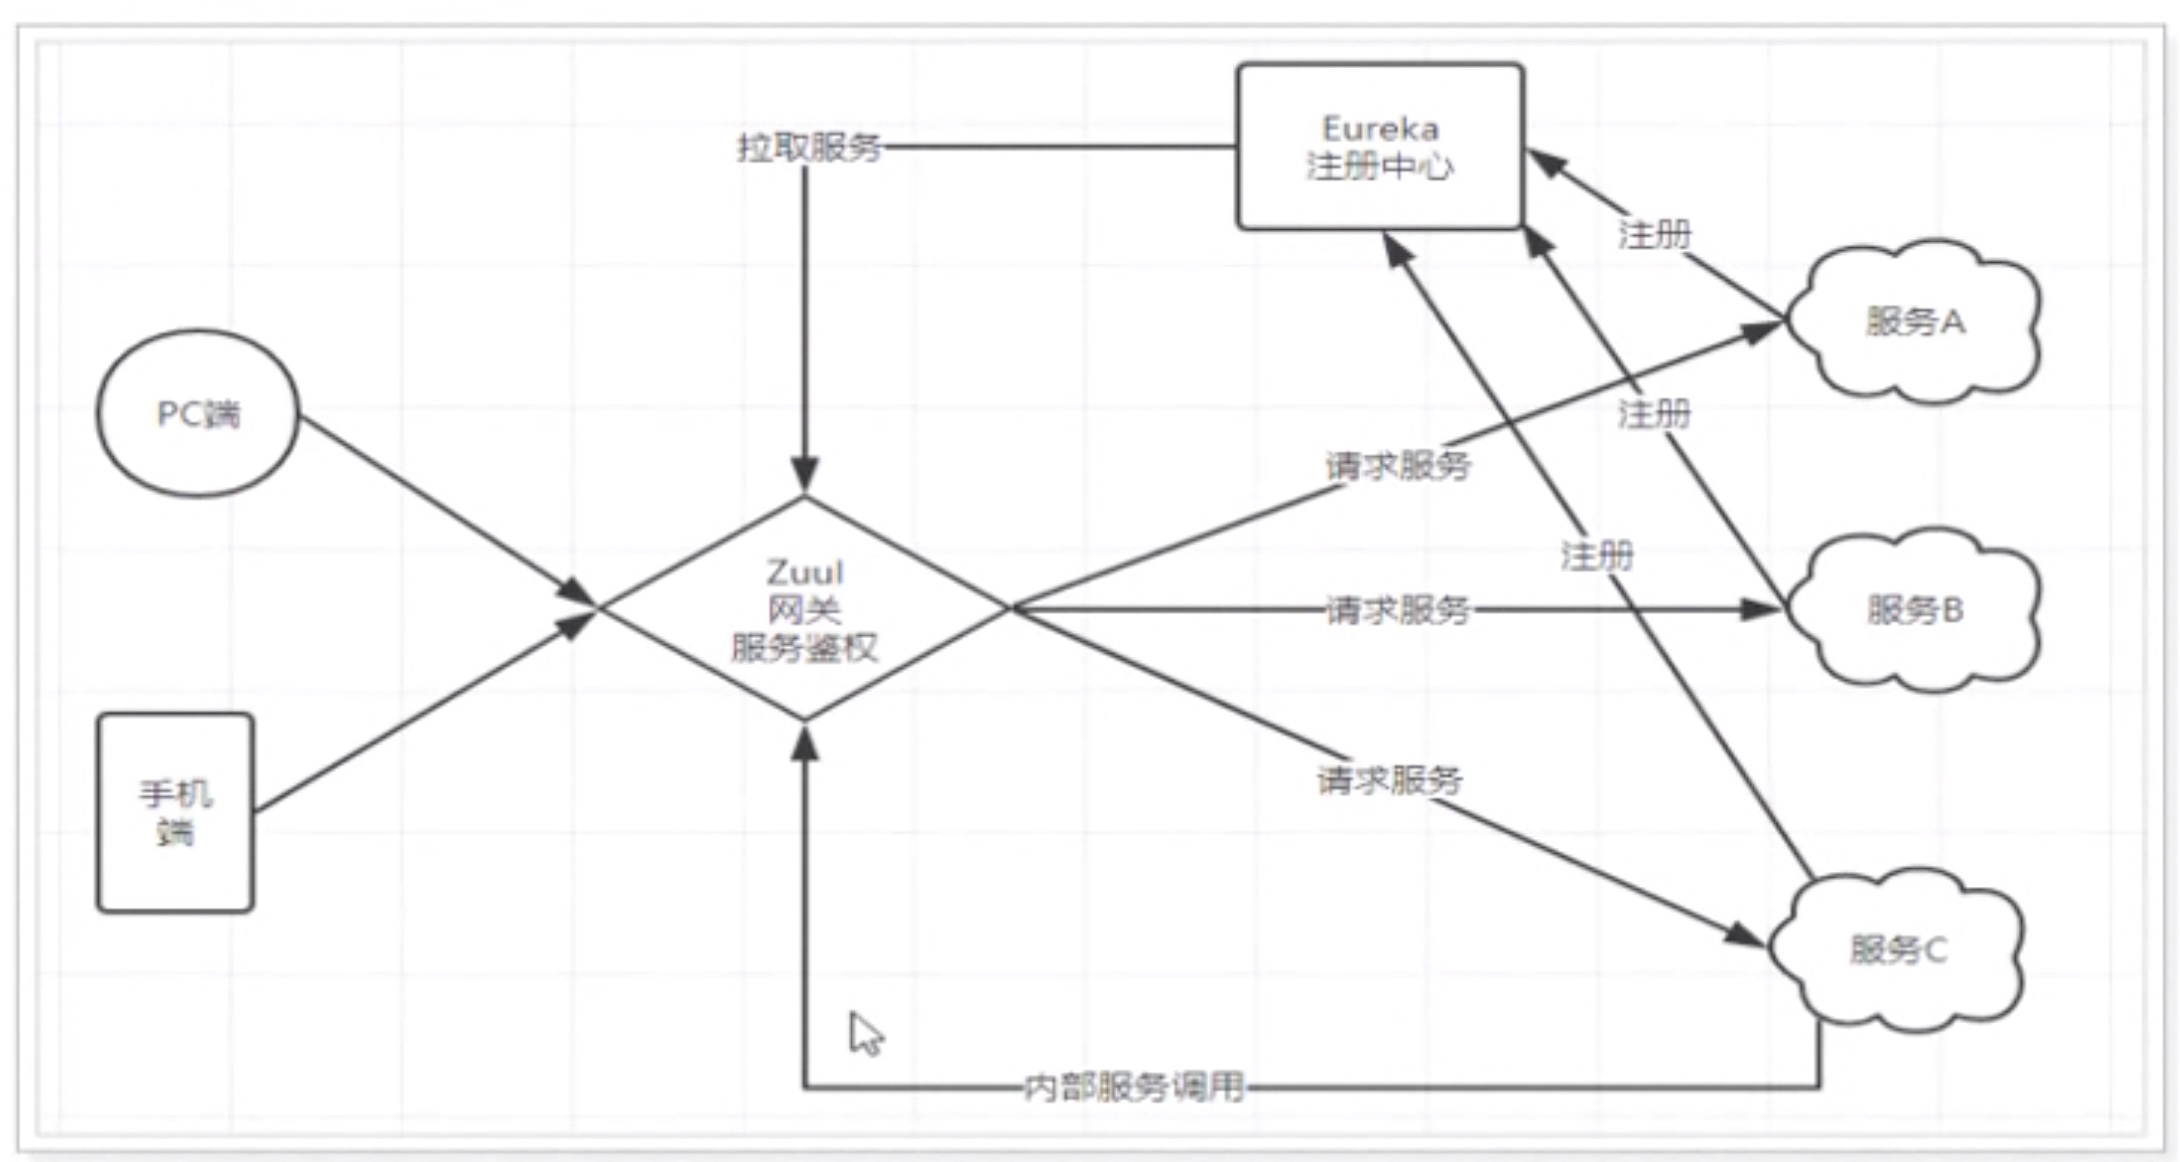 Eureka
注册中心
拉取服务
注册
服务A
PC端
注册
请求服务
注册
Zuul
网关
服务鉴权
请求服务
服务B
请求服务
手机
端
服务C
内部服务调用